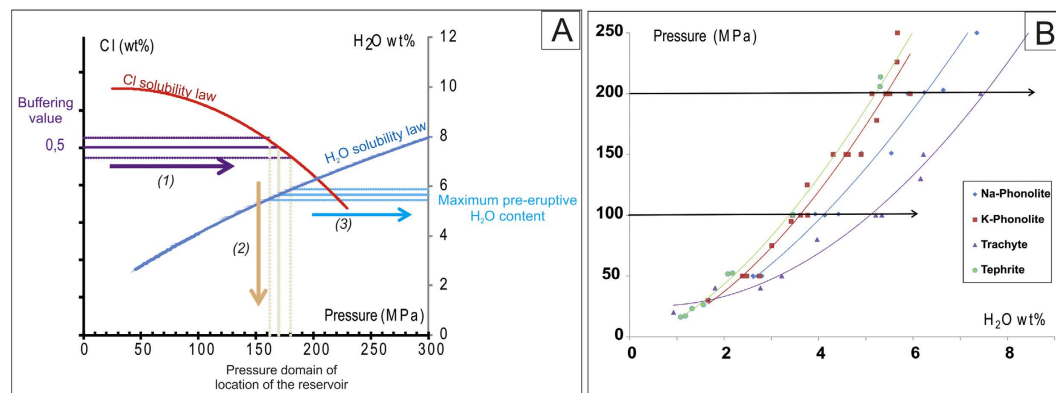 A
Cl (wt%)
H2O wt%
12
10
8
6
4
2
0
Cl solubility law
H2O solubility law
Buffering
value
0,5
(1)
(2)
(3)
Maximum pre-eruptive
H2O content
Pressure (MPa)
0
50
100
150
200
250
300
Pressure domain of
location of the reservoir
B
Pressure (MPa)
250
200
150
100
50
0
Na-Phonolite
K-Phonolite
Trachyte
Tephrite
H2O wt%
0
2
4
6
8